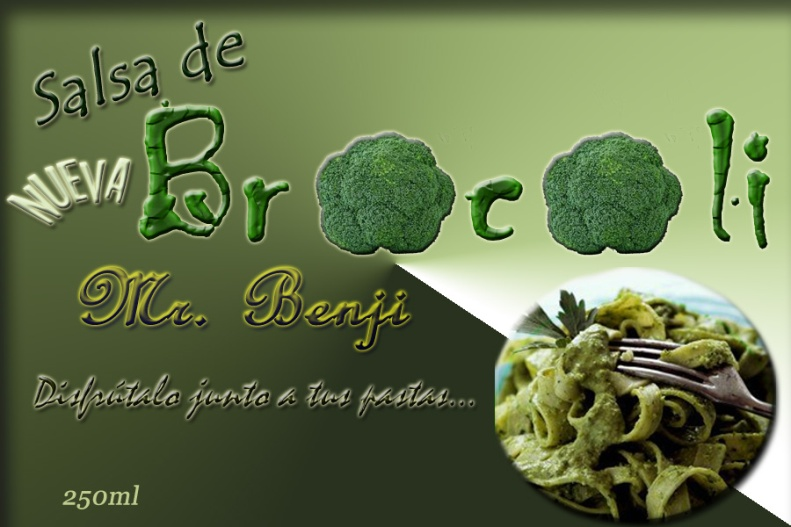 Salsa de
NUEVA
Brocoli
Mr. Benji
Disfrútalo junto a tus pastas...
250ml